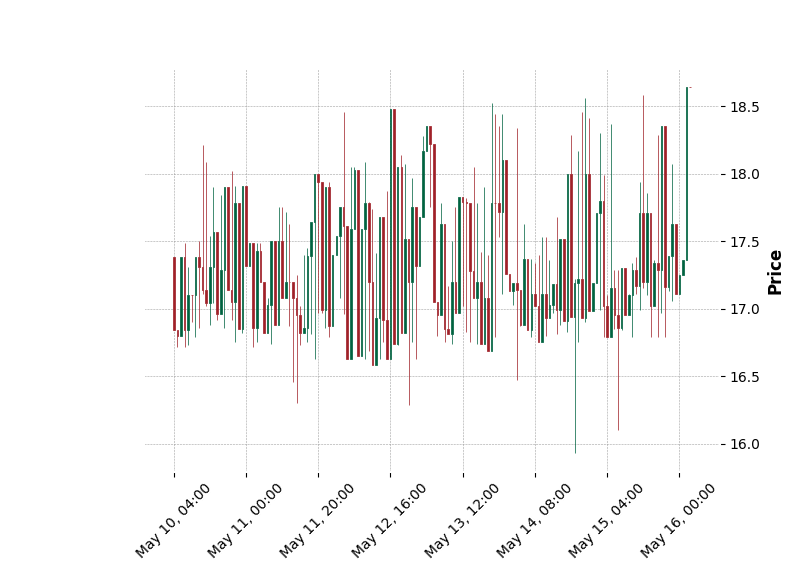 18.5
18.0
17.5
17.0
16.5
16.0
Price
May 10, 04:00
May 11, 00:00
May 11, 20:00
May 12, 16:00
May 13, 12:00
May 14, 08:00
May 15, 04:00
May 16, 00:00